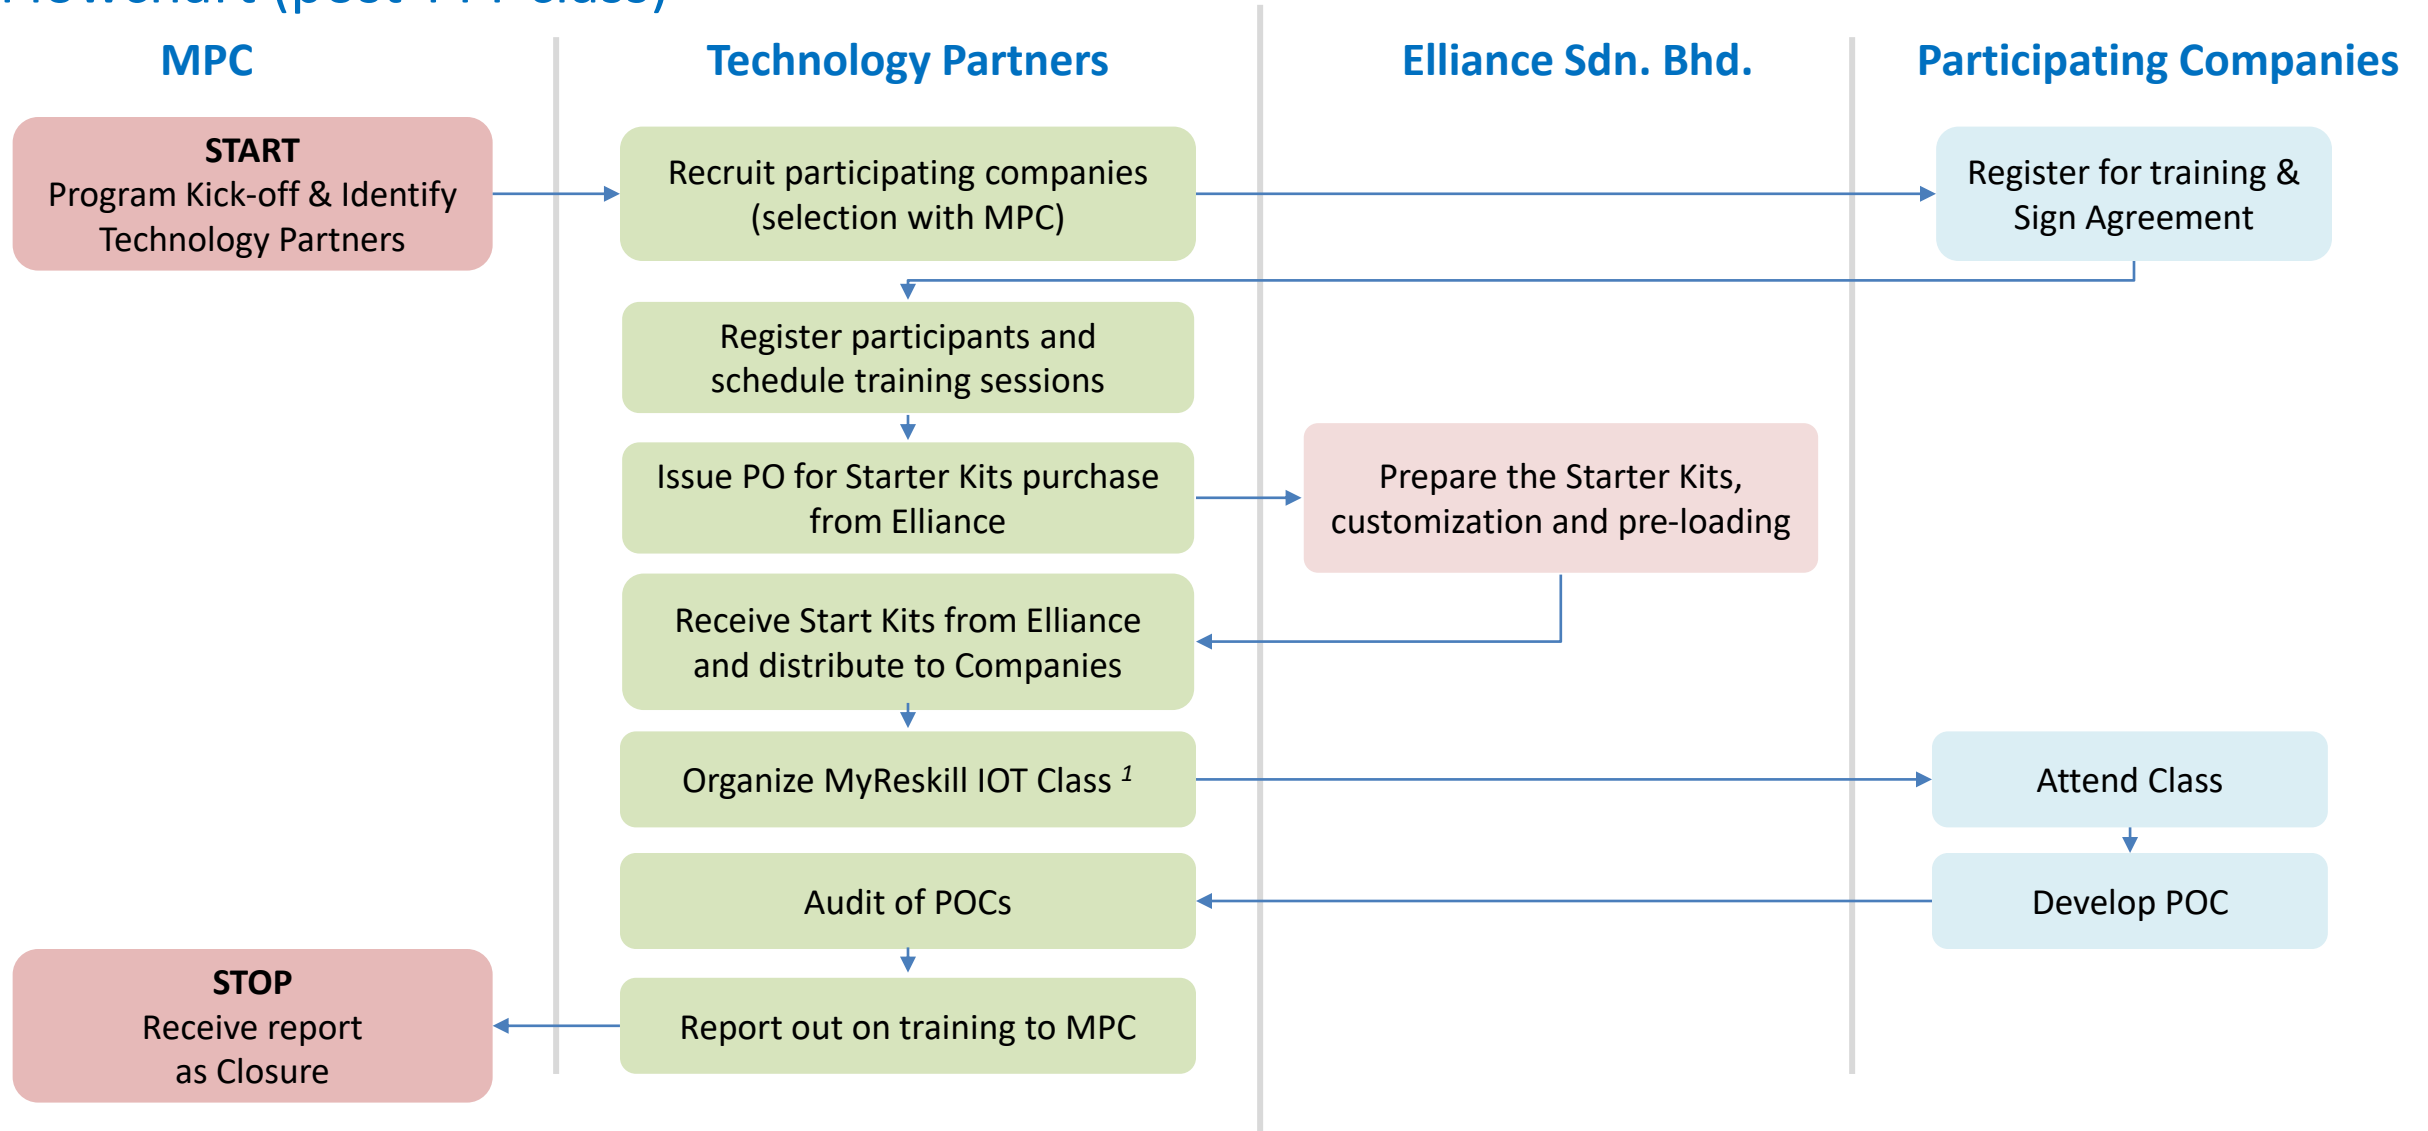 MPC
Technology Partners
Elliance Sdn. Bhd.
Participating Companies
START
Program Kick-off & Identify
Technology Partners
Recruit participating companies
(selection with MPC)
Register for training &
Sign Agreement
Register participants and
schedule training sessions
Issue PO for Starter Kits purchase
from Elliance
Prepare the Starter Kits,
customization and pre-loading
Receive Start Kits from Elliance
and distribute to Companies
Organize MyReskill IOT Class 1
Attend Class
Audit of POCs
Develop POC
STOP
Receive report
as Closure
Report out on training to MPC